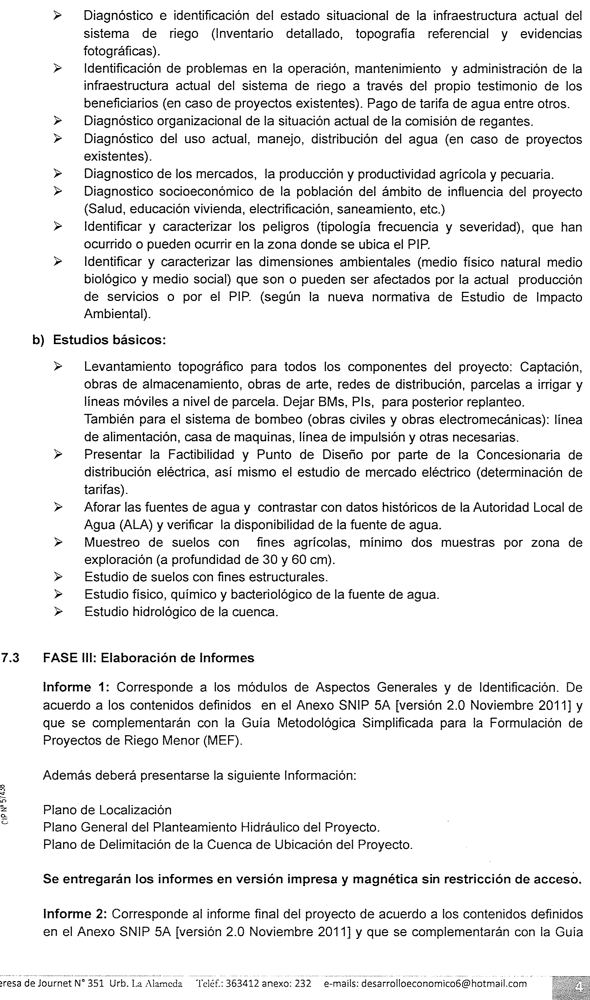 ➢ Diagnóstico e identificación del estado situacional de la infraestructura actual del
sistema de riego (Inventario detallado, topografía referencial y evidencias
fotográficas).
➢ Identificación de problemas en la operación, mantenimiento y administración de la
infraestructura actual del sistema de riego a través del propio testimonio de los
beneficiarios (en caso de proyectos existentes). Pago de tarifa de agua entre otros.
➢ Diagnóstico organizacional de la situación actual de la comisión de regantes.
➢ Diagnóstico del uso actual, manejo, distribución del agua (en caso de proyectos
existentes).
➢ Diagnostico de los mercados, la producción y productividad agrícola y pecuaria.
➢ Diagnostico socioeconómico de la población del ámbito de influencia del proyecto
(Salud, educación vivienda, electrificación, saneamiento, etc.)
➢ Identificar y caracterizar los peligros (tipología frecuencia y severidad), que han
ocurrido o pueden ocurrir en la zona donde se ubica el PIP.
➢ Identificar y caracterizar las dimensiones ambientales (medio físico natural medio
biológico y medio social) que son o pueden ser afectados por la actual producción
de servicios o por el PIP. (según la nueva normativa de Estudio de Impacto
Ambiental).
b) Estudios básicos:
➢ Levantamiento topográfico para todos los componentes del proyecto: Captación,
obras de almacenamiento, obras de arte, redes de distribución, parcelas a irrigar y
líneas móviles a nivel de parcela. Dejar BMs, PIs, para posterior replanteo.
También para el sistema de bombeo (obras civiles y obras electromecánicas): línea
de alimentación, casa de maquinas, línea de impulsión y otras necesarias.
➢ Presentar la Factibilidad y Punto de Diseño por parte de la Concesionaria de
distribución eléctrica, así mismo el estudio de mercado eléctrico (determinación de
tarifas).
➢ Aforar las fuentes de agua y contrastar con datos históricos de la Autoridad Local de
Agua (ALA) y verificar la disponibilidad de la fuente de agua.
➢ Muestreo de suelos con fines agrícolas, mínimo dos muestras por zona de
exploración (a profundidad de 30 y 60 cm).
➢ Estudio de suelos con fines estructurales.
➢ Estudio físico, químico y bacteriológico de la fuente de agua.
➢ Estudio hidrológico de la cuenca.
7.3 FASE III: Elaboración de Informes
Informe 1: Corresponde a los módulos de Aspectos Generales y de Identificación. De
acuerdo a los contenidos definidos en el Anexo SNIP 5A [versión 2.0 Noviembre 2011] y
que se complementarán con la Guía Metodológica Simplificada para la Formulación de
Proyectos de Riego Menor (MEF).
Además deberá presentarse la siguiente Información:
CIP Nº 57438
Plano de Localización
Plano General del Planteamiento Hidráulico del Proyecto.
Plano de Delimitación de la Cuenca de Ubicación del Proyecto.
Se entregarán los informes en versión impresa y magnética sin restricción de acceso.
Informe 2: Corresponde al informe final del proyecto de acuerdo a los contenidos definidos
en el Anexo SNIP 5A [versión 2.0 Noviembre 2011] y que se complementarán con la Guía
eresa de Journet N° 351 Urb. La Alameda Teléf.: 363412 anexo: 232 e-mails: desarrolloeconomico6@hotmail.com 4